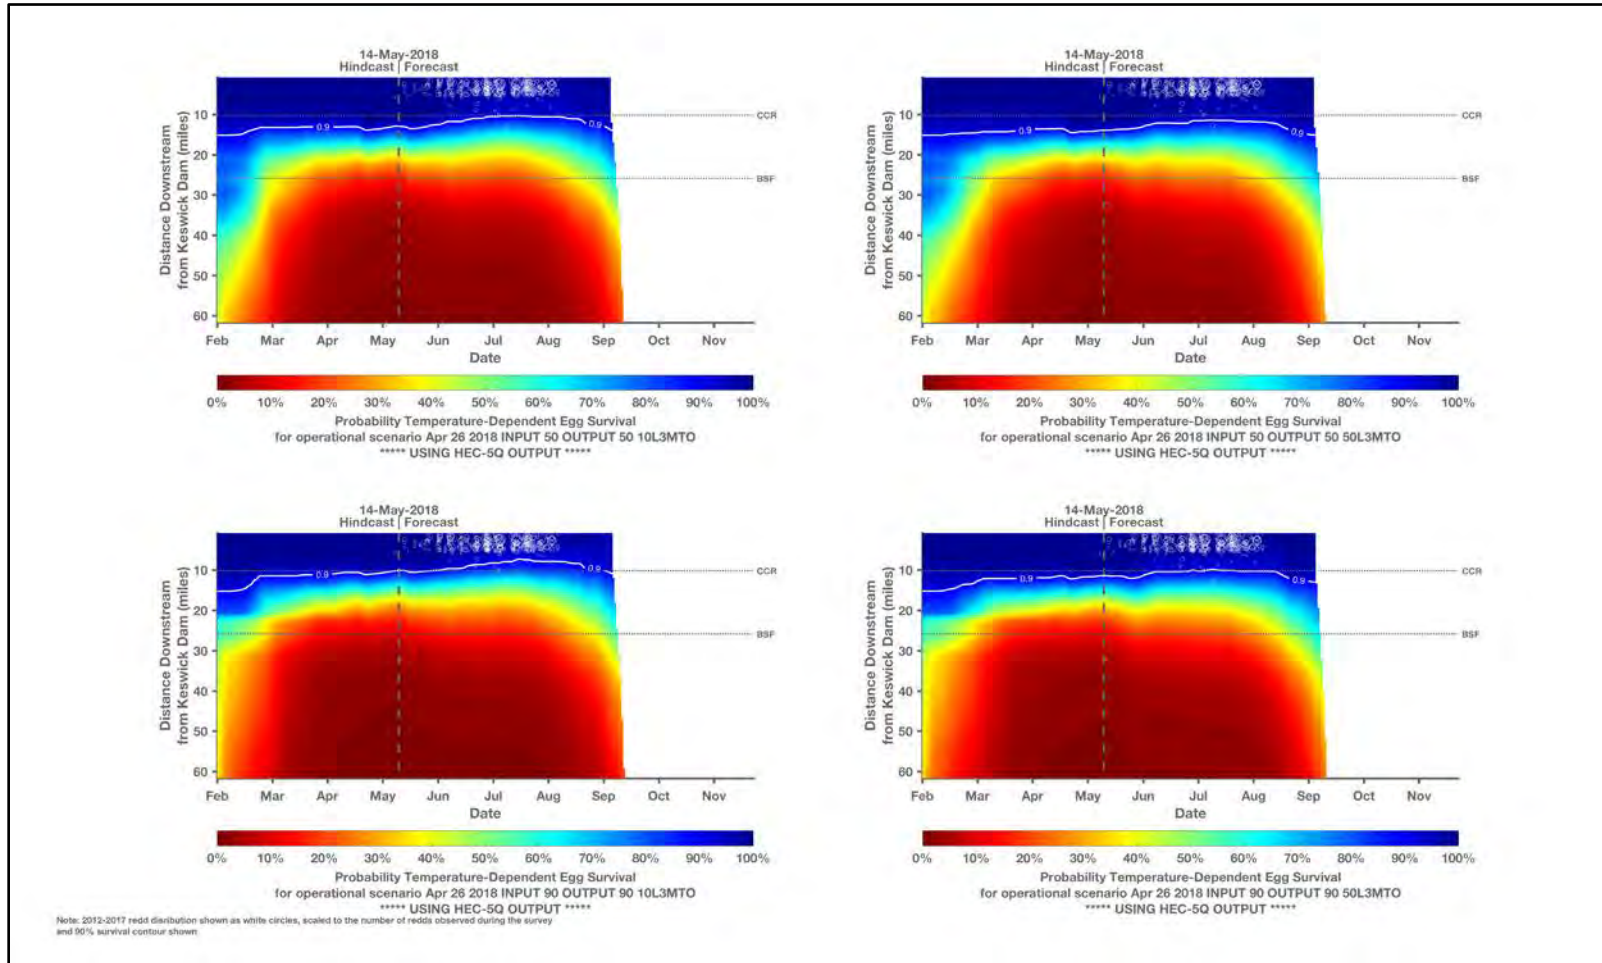 14-May-2018
Hindcast | Forecast
10
20
30
40
50
60
Distance Downstream
from Keswick Dam (miles)
0.9
0.9
CCR
BSF
Feb Mar Apr May Jun Jul Aug Sep Oct Nov
Date
0% 10% 20% 30% 40% 50% 60% 70% 80% 90% 100%
Probability Temperature-Dependent Egg Survival
for operational scenario Apr 26 2018 INPUT 50 OUTPUT 50 10L3MTO
***** USING HEC-5Q OUTPUT *****
14-May-2018
Hindcast | Forecast
10
20
30
40
50
60
Distance Downstream
from Keswick Dam (miles)
0.9
0.9
CCR
BSF
Feb Mar Apr May Jun Jul Aug Sep Oct Nov
Date
0% 10% 20% 30% 40% 50% 60% 70% 80% 90% 100%
Probability Temperature-Dependent Egg Survival
for operational scenario Apr 26 2018 INPUT 50 OUTPUT 50 50L3MTO
***** USING HEC-5Q OUTPUT *****
14-May-2018
Hindcast | Forecast
10
20
30
40
50
60
Distance Downstream
from Keswick Dam (miles)
0.9
0.9
CCR
BSF
Feb Mar Apr May Jun Jul Aug Sep Oct Nov
Date
0% 10% 20% 30% 40% 50% 60% 70% 80% 90% 100%
Probability Temperature-Dependent Egg Survival
for operational scenario Apr 26 2018 INPUT 90 OUTPUT 90 10L3MTO
***** USING HEC-5Q OUTPUT *****
14-May-2018
Hindcast | Forecast
10
20
30
40
50
60
Distance Downstream
from Keswick Dam (miles)
0.9
0.9
CCR
BSF
Feb Mar Apr May Jun Jul Aug Sep Oct Nov
Date
0% 10% 20% 30% 40% 50% 60% 70% 80% 90% 100%
Probability Temperature-Dependent Egg Survival
for operational scenario Apr 26 2018 INPUT 90 OUTPUT 90 50L3MTO
***** USING HEC-5Q OUTPUT *****
Note: 2012-2017 redd disribution shown as white circles, scaled to the number of redds observed during the survey
and 90% survival contour shown